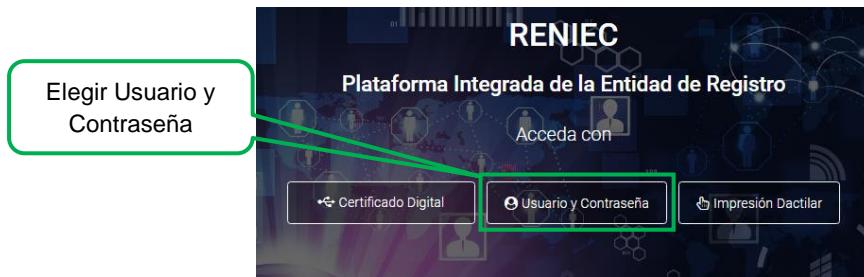 RENIEC
Plataforma Integrada de la Entidad de Registro
Elegir Usuario y
Contraseña
Acceda con
Certificado Digital
Usuario y Contraseña
Impresión Dactilar